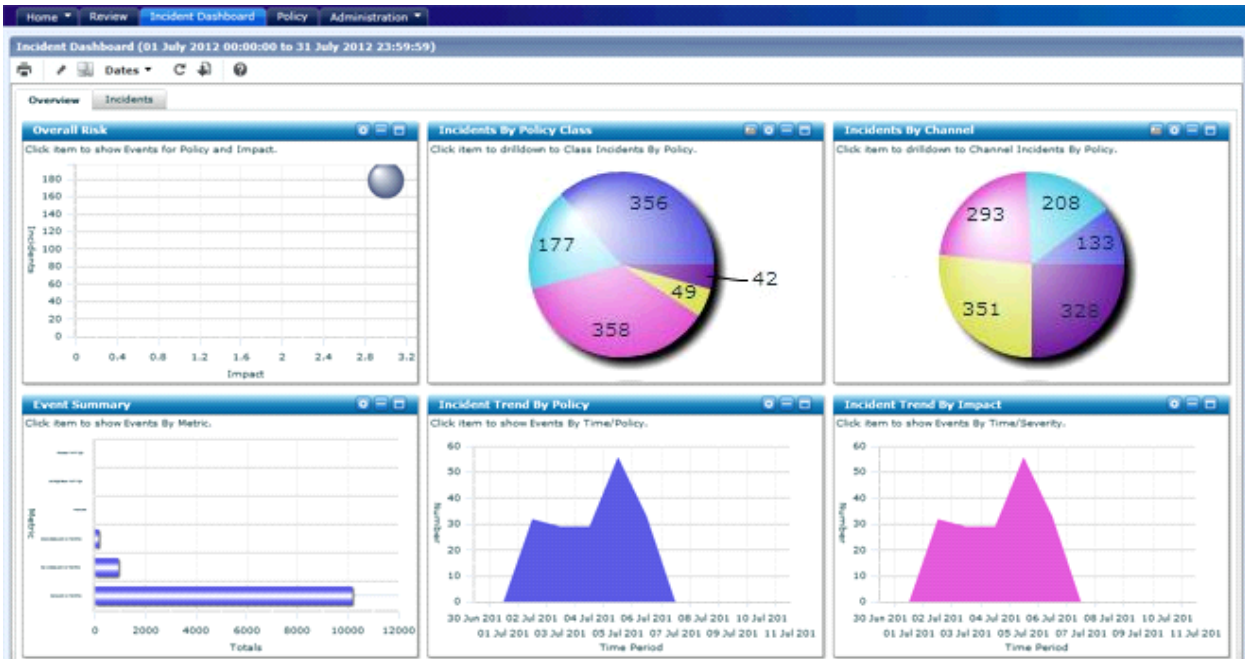 Home Review Incident Dashboard Policy Administration
Incident Dashboard (01 July 2012 00:00:00 to 31 July 2012 23:59:59)
Dates
Overview Incidents
Overall Risk
Click item to show Events for Policy and Impact.
180
160
140
120
100
80
60
40
20
0
Incidents
0 0.4 0.8 1.2 1.6 2 2.4 2.8 3.2
Impact
Incidents By Policy Class
Click item to drilldown to Class Incidents By Policy.
356
177
42
49
358
Incidents By Channel
Click item to drilldown to Channel Incidents By Policy.
293
208
133
351
328
Event Summary
Click item to show Events By Metric.
Metric
0 2000 4000 6000 8000 10000 12000
Totals
Incident Trend By Policy
Click item to show Events By Time/Policy.
60
50
40
30
20
10
0
Number
30 Jun 201 02 Jul 201 04 Jul 201 06 Jul 201 08 Jul 201 10 Jul 201
01 Jul 201 03 Jul 201 05 Jul 201 07 Jul 201 09 Jul 201 11 Jul 201
Time Period
Incident Trend By Impact
Click item to show Events By Time/Severity.
60
50
40
30
20
10
0
Number
30 Jun 201 02 Jul 201 04 Jul 201 06 Jul 201 08 Jul 201 10 Jul 201
01 Jul 201 03 Jul 201 05 Jul 201 07 Jul 201 09 Jul 201 11 Jul 201
Time Period